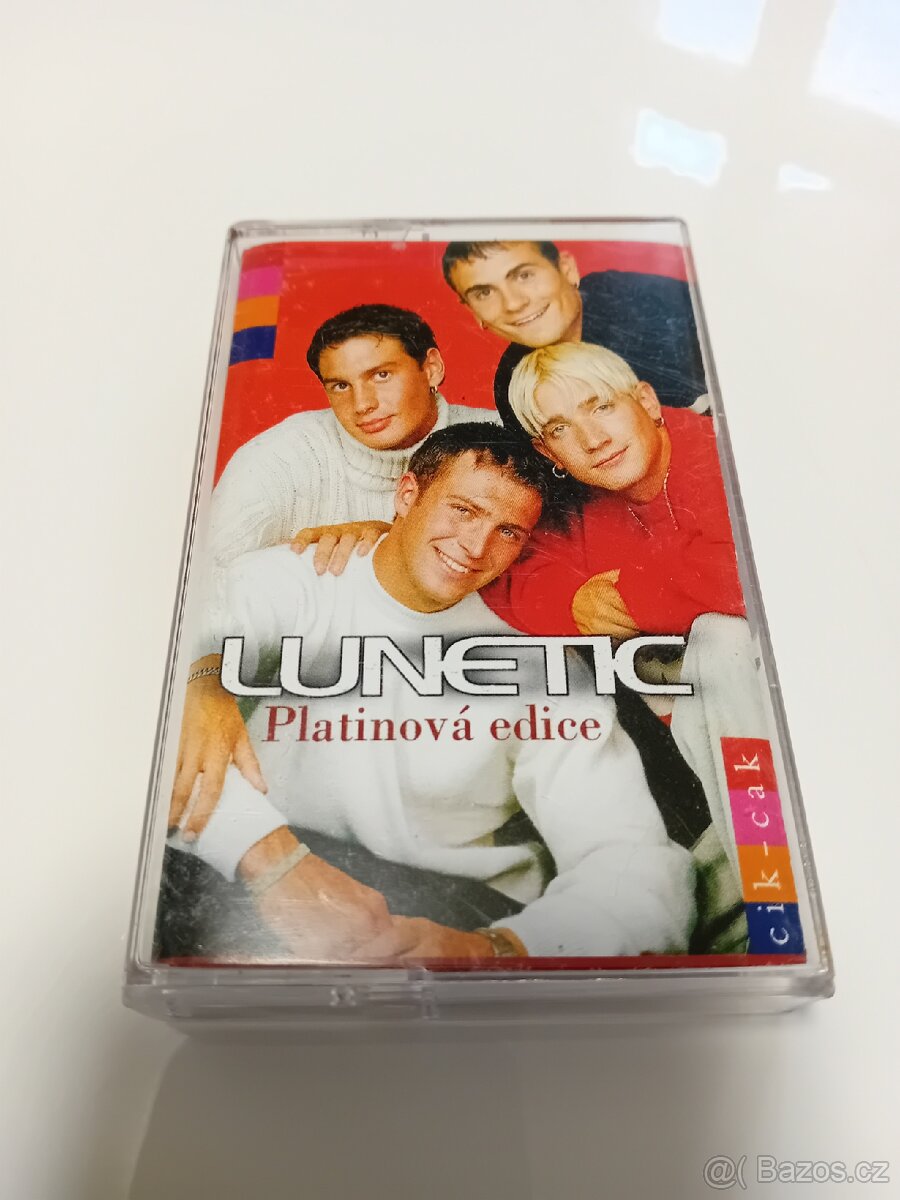 LUNETIC
Platinová edice
cik-cak
@( Bazos.cz